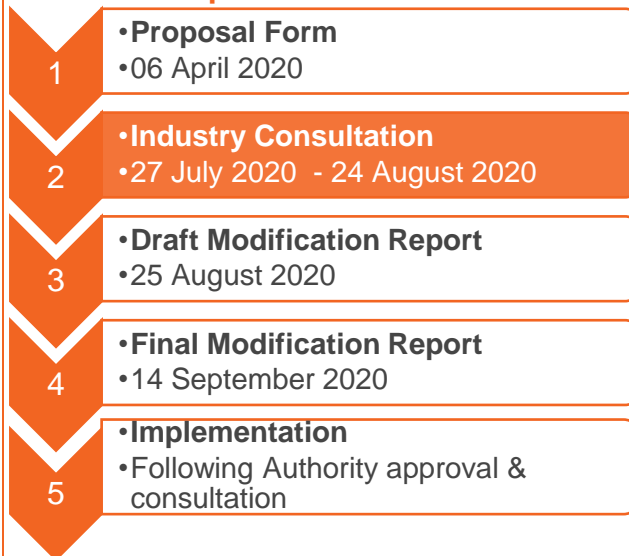 1
•Proposal Form
•06 April 2020
2
•Industry Consultation
•27 July 2020 - 24 August 2020
3
•Draft Modification Report
•25 August 2020
4
•Final Modification Report
•14 September 2020
5
•Implementation
•Following Authority approval &
consultation